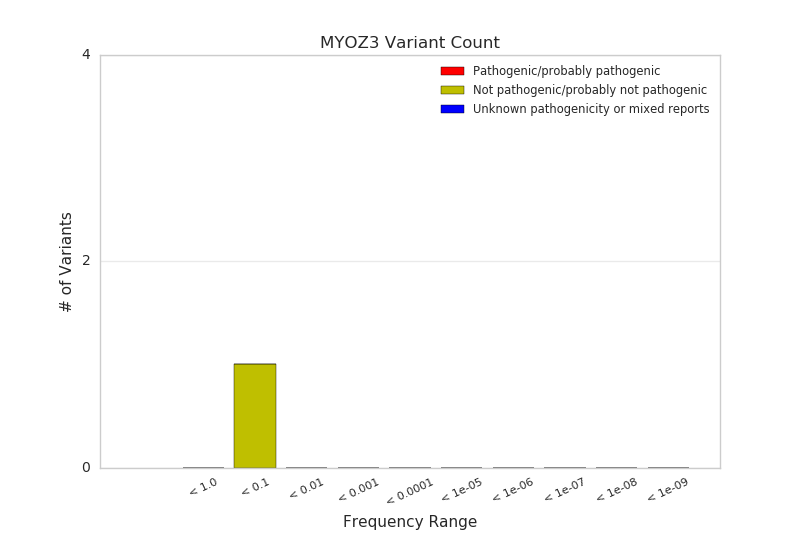 MYOZ3 Variant Count
4
2
0
# of Variants
Pathogenic/probably pathogenic
Not pathogenic/probably not pathogenic
Unknown pathogenicity or mixed reports
< 1.0
< 0.1
< 0.01
< 0.001
< 0.0001
< 1e-05
< 1e-06
< 1e-07
< 1e-08
< 1e-09
Frequency Range